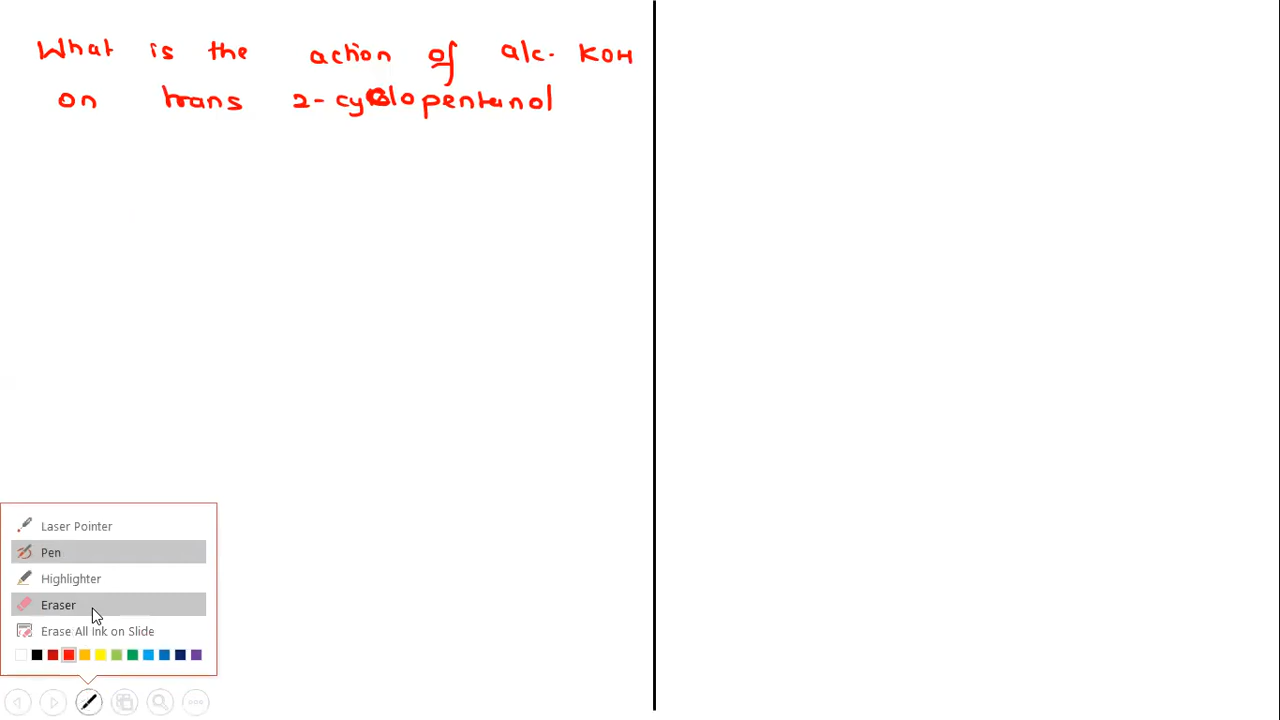 What is the action of alc. KOH
on trans 2-cyclopentanol
Laser Pointer
Pen
Highlighter
Eraser
Erase All Ink on Slide